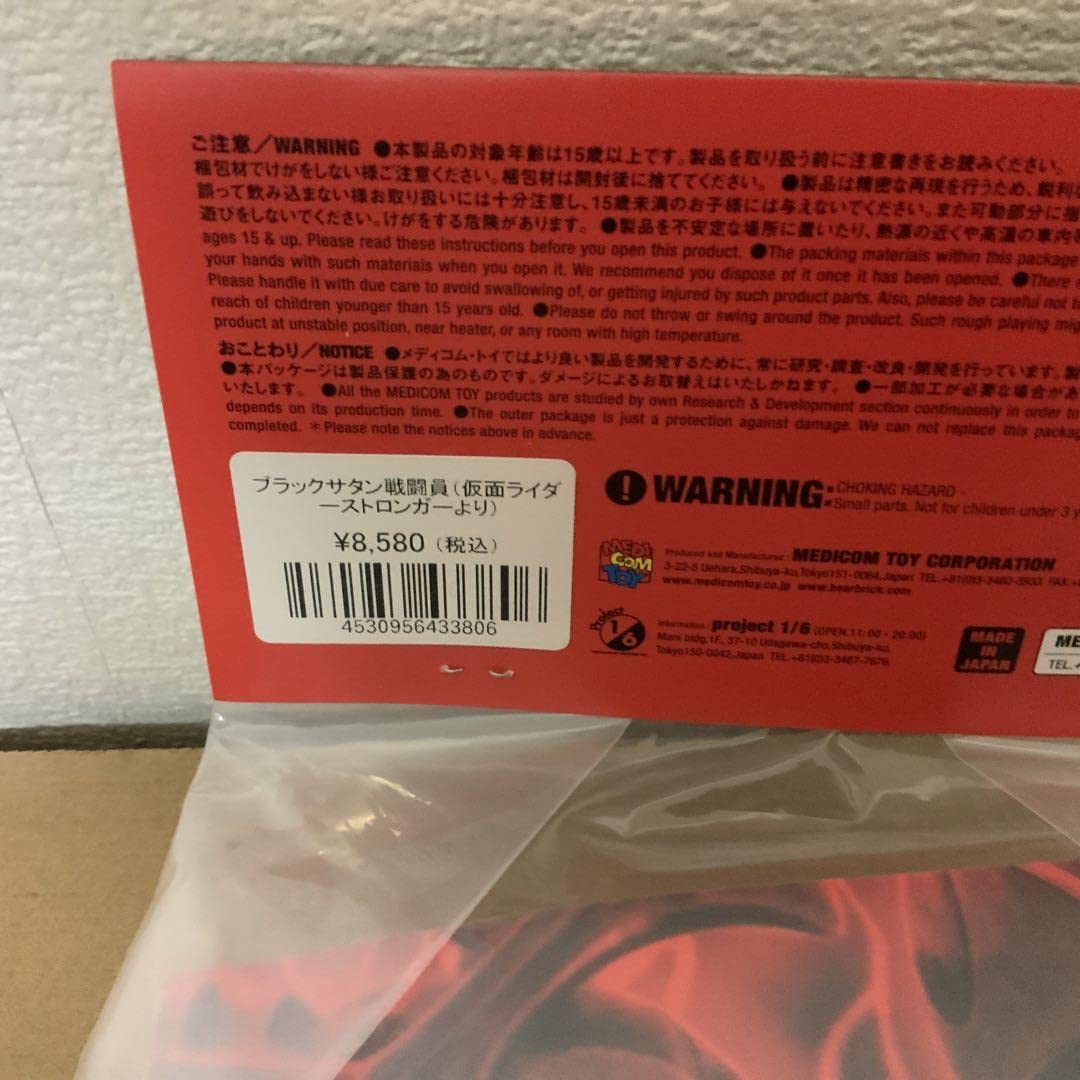 ご注意／WARNING ●本製品の対象年齢は15歳以上です。製品を取り扱う前に注意書きをお読みください。
梱包材でけがをしない様ご注意ください。梱包材は開封後に捨ててください。 ●製品は精密な再現を行うため、鋭利
誤って飲み込まない様お取り扱いには十分注意し、15歳未満のお子様には与えないでください。また可動部分に指
遊びをしないでください。けがをする危険があります。 ●製品を不安定な場所に置いたり、熱源の近くや高温の車内
ages 15 & up. Please read these instructions before you open this product. ●The packing materials within this package
your hands with such materials when you open it. We recommend you dispose of it once it has been opened. ●There
Please handle it with due care to avoid swallowing of, or getting injured by such product parts. Also, please be careful not
reach of children younger than 15 years old. ●Please do not throw or swing around the product. Such rough playing
product at unstable position, near heater, or any room with high temperature.
おことわり／NOTICE ●メディコム・トイではより良い製品を開発するために、常に研究・調査・改良・開発を行っています。
●本パッケージは製品保護の為のものです。ダメージによるお取替えはいたしかねます。 ●一部加工が必要な場合が
いたします。 ●All the MEDICOM TOY products are studied by own Research & Development section continuously in order to
depends on its production time. ●The outer package is just a protection against damage. We can not replace this
completed. ＊Please note the notices above in advance.
ブラックサタン戦闘員（仮面ライダ
ーストロンガーより）
¥8,580（税込）
4530956433806
! WARNING:
CHOKING HAZARD -
Small parts. Not for children under 3
MEDI
COM
TOY
Produced and Manufacturer: MEDICOM TOY CORPORATION
3-22-5 Uehara,Shibuya-ku,Tokyo151-0064,Japan TEL.+81(0)3-3460-3933 FAX.
www.medicomtoy.co.jp www.bearbrick.com
Project
1/6
Information: project 1/6 (OPEN,11:00 - 20:00)
Mani bldg.1F, 37-10 Udagawa-cho,Shibuya-ku,
Tokyo150-0042,Japan TEL.+81(0)3-3467-7676
MADE
IN
JAPAN
TEL.